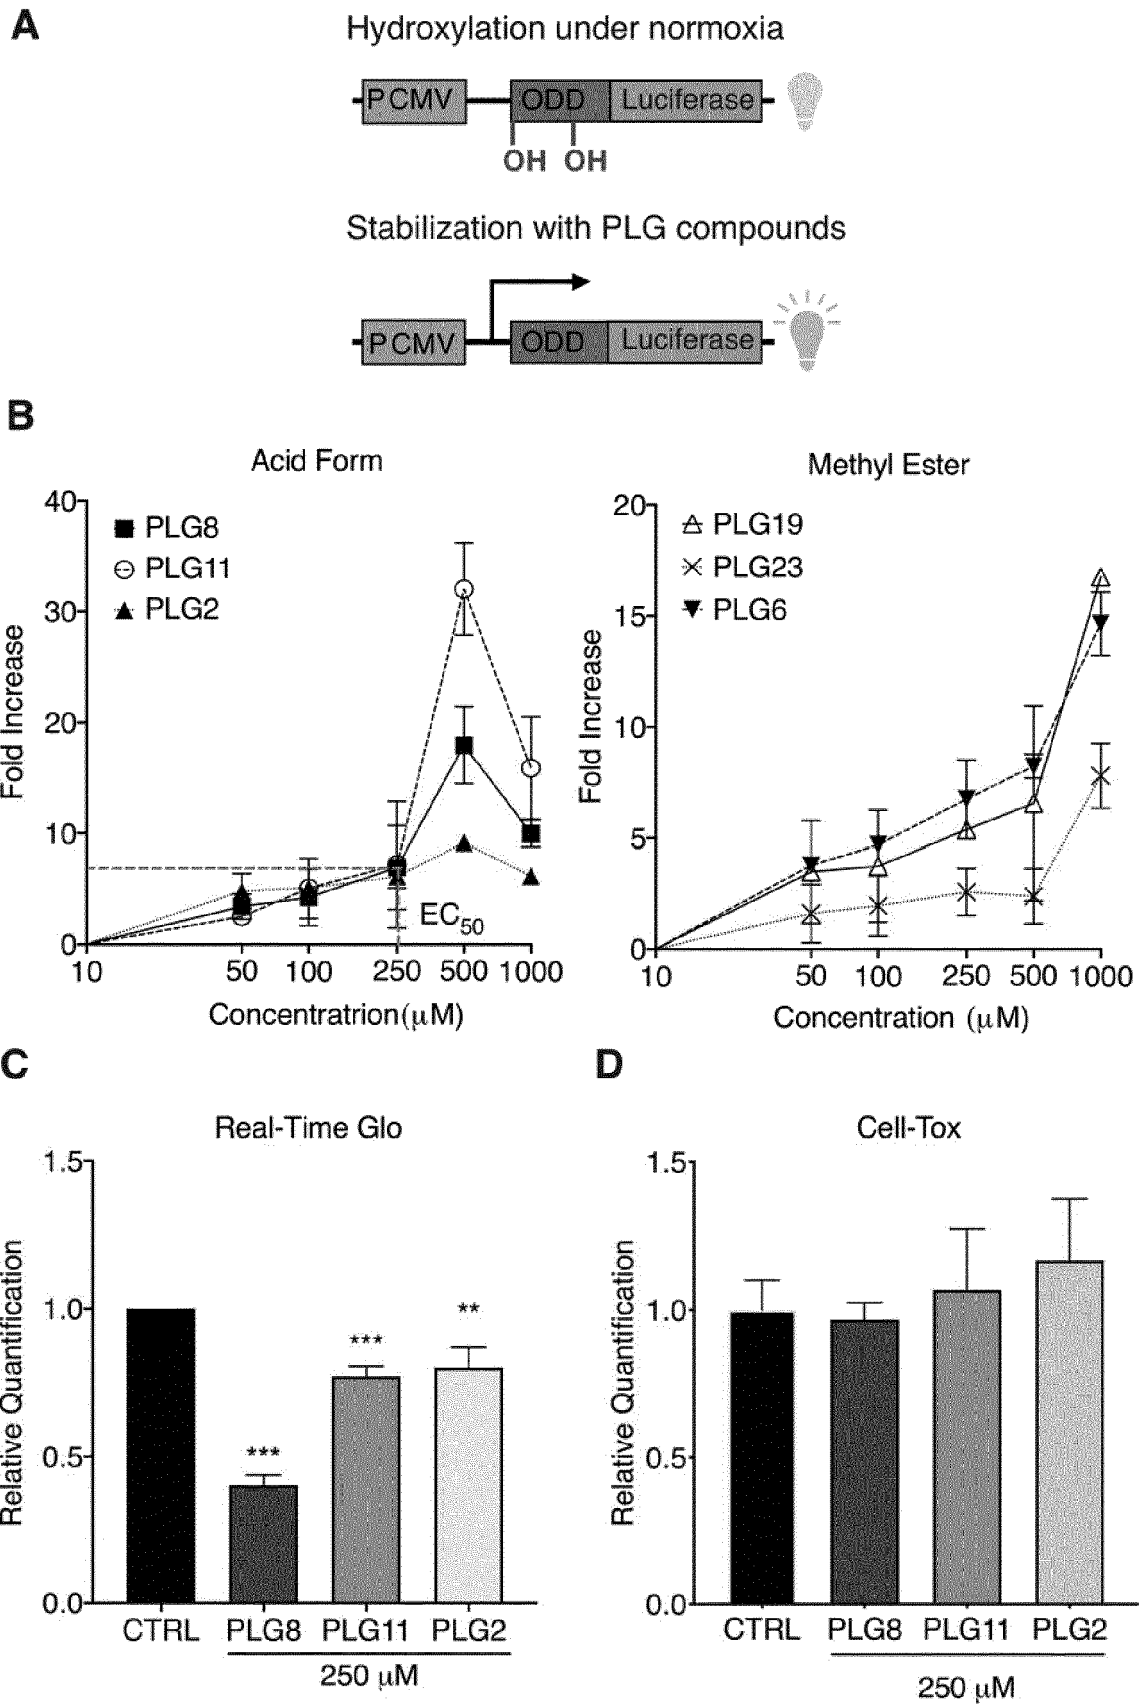 A
Hydroxylation under normoxia
PCMV ODD Luciferase
OH OH
Stabilization with PLG compounds
PCMV ODD Luciferase
B
Acid Form
Fold Increase
40
30
20
10
0
PLG8
PLG11
PLG2
EC50
10 50 100 250 500 1000
Concentratrion(μM)
Methyl Ester
Fold Increase
20
15
10
5
0
PLG19
PLG23
PLG6
10 50 100 250 500 1000
Concentration (μM)
C
Real-Time Glo
Relative Quantification
1.5
1.0
0.5
0.0
*** *** **
CTRL PLG8 PLG11 PLG2
250 μM
D
Cell-Tox
Relative Quantification
1.5
1.0
0.5
0.0
CTRL PLG8 PLG11 PLG2
250 μM